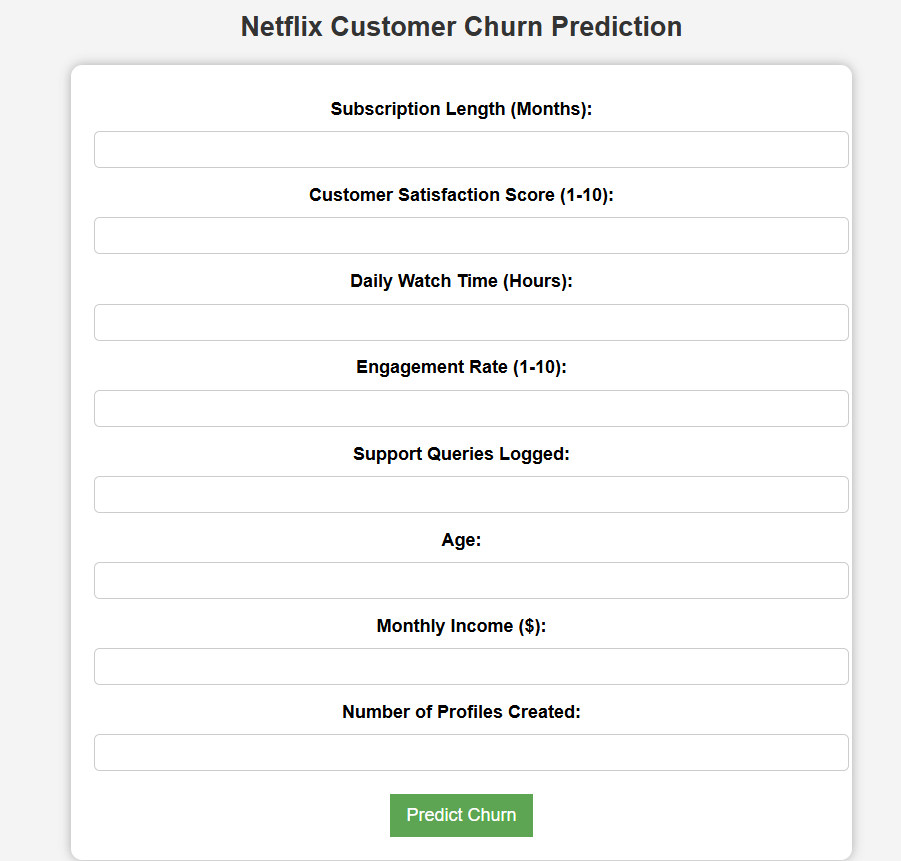 Netflix Customer Churn Prediction
Subscription Length (Months):
Customer Satisfaction Score (1-10):
Daily Watch Time (Hours):
Engagement Rate (1-10):
Support Queries Logged:
Age:
Monthly Income ($):
Number of Profiles Created:
Predict Churn